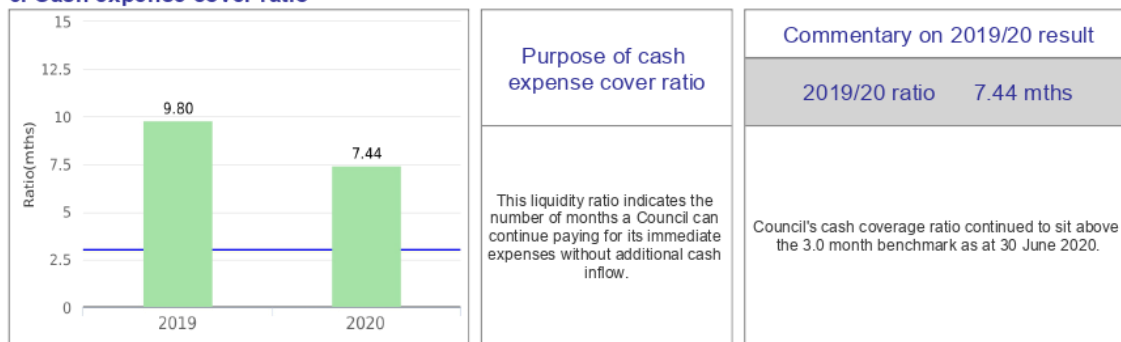 15
12.5
10
7.5
5
2.5
0
Ratio(mths)
9.80
7.44
2019
2020
Purpose of cash
expense cover ratio
This liquidity ratio indicates the
number of months a Council can
continue paying for its immediate
expenses without additional cash
inflow.
Commentary on 2019/20 result
2019/20 ratio 7.44 mths
Council's cash coverage ratio continued to sit above
the 3.0 month benchmark as at 30 June 2020.